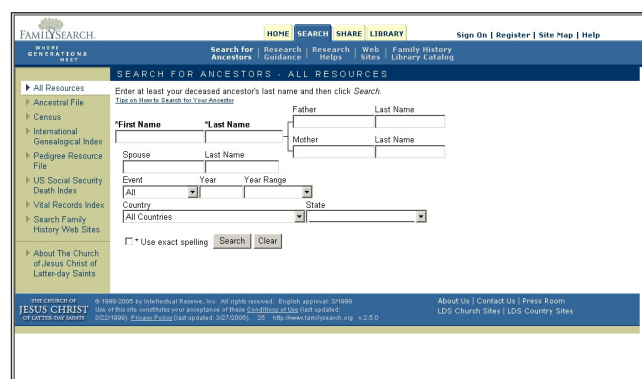 FAMILYSEARCH.
WHERE
GENERATIONS
MEET
HOME SEARCH SHARE LIBRARY
Sign On | Register | Site Map | Help
Search for Ancestors | Research Guidance | Research Helps | Web Sites | Family History Library Catalog
SEARCH FOR ANCESTORS - ALL RESOURCES
All Resources
Ancestral File
Census
International
Genealogical Index
Pedigree Resource
File
US Social Security
Death Index
Vital Records Index
Search Family
History Web Sites
About The Church
of Jesus Christ of
Latter-day Saints
Enter at least your deceased ancestor's last name and then click Search.
Tips on How to Search for Your Ancestor
Father Last Name
*First Name *Last Name
Mother Last Name
Spouse Last Name
Event Year Year Range
All
Country State
All Countries
* Use exact spelling Search Clear
THE CHURCH OF
JESUS CHRIST
OF LATTER-DAY SAINTS
© 1999-2005 by Intellectual Reserve, Inc. All rights reserved. English approval: 3/1999
Use of this site constitutes your acceptance of these Conditions of Use (last updated:
3/22/1999). Privacy Policy (last updated: 3/27/2006). 25 http://www.familysearch.org v.2.5.0
About Us | Contact Us | Press Room
LDS Church Sites | LDS Country Sites